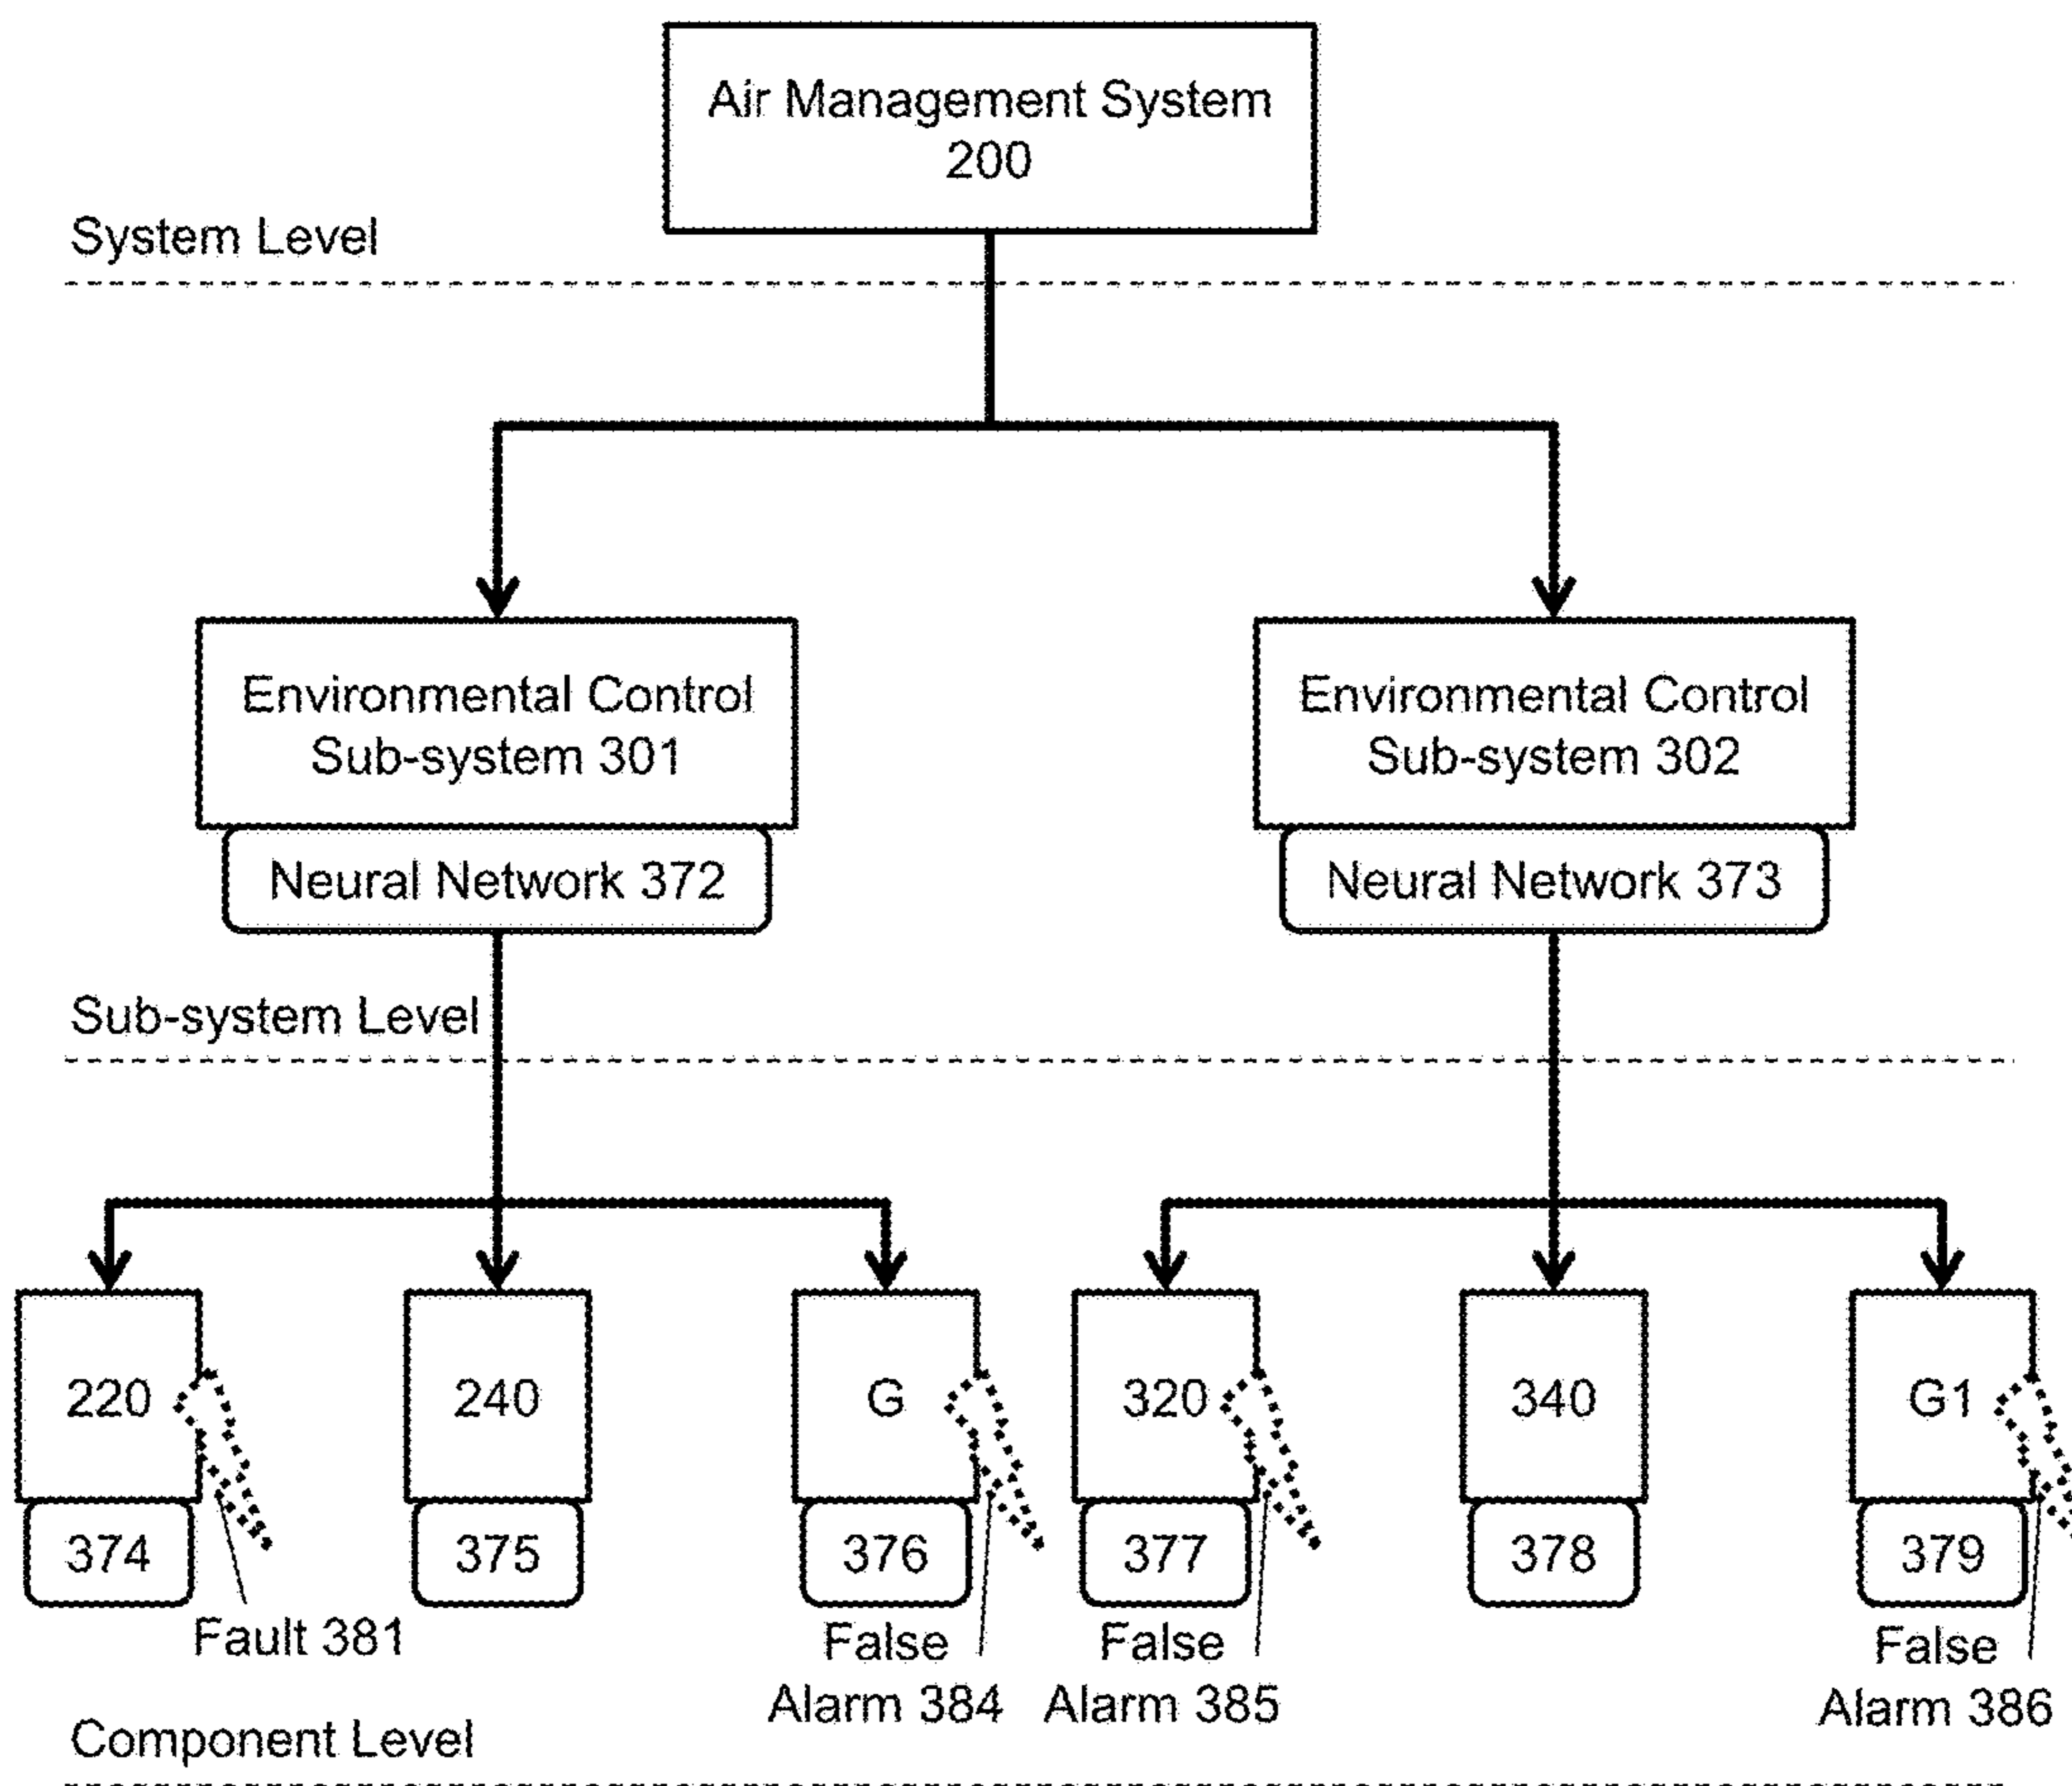 Air Management System
200
System Level
Environmental Control
Sub-system 301
Environmental Control
Sub-system 302
Neural Network 372
Neural Network 373
Sub-system Level
220
240
G
320
340
G1
374
375
376
377
378
379
Fault 381
False
Alarm 384
False
Alarm 385
False
Alarm 386
Component Level